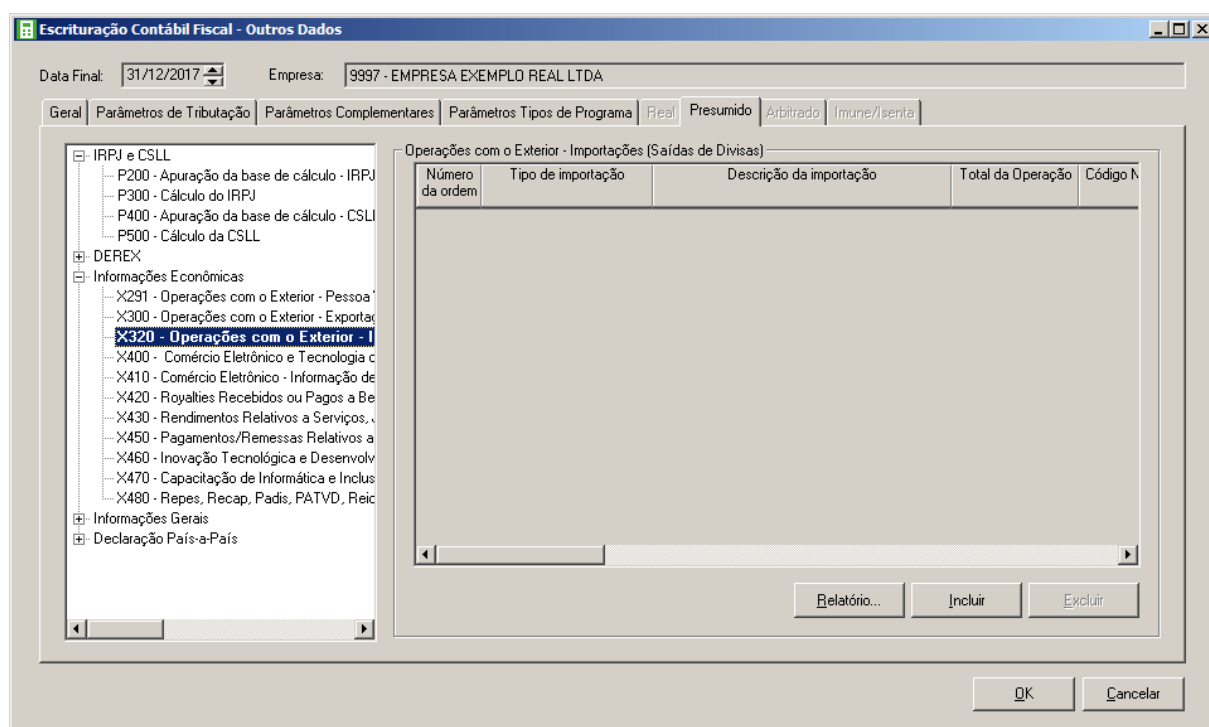 Escrituração Contábil Fiscal - Outros Dados
Data Final: 31/12/2017 Empresa: 9997 - EMPRESA EXEMPLO REAL LTDA
Geral Parâmetros de Tributação Parâmetros Complementares Parâmetros Tipos de Programa Real Presumido Arbitrado Imune/Isenta
IRPJ e CSLL
P200 - Apuração da base de cálculo - IRPJ
P300 - Cálculo do IRPJ
P400 - Apuração da base de cálculo - CSLL
P500 - Cálculo da CSLL
DEREX
Informações Econômicas
X291 - Operações com o Exterior - Pessoa
X300 - Operações com o Exterior - Exportaç
X320 - Operações com o Exterior - I
X400 - Comércio Eletrônico e Tecnologia
X410 - Comércio Eletrônico - Informação de
X420 - Royalties Recebidos ou Pagos a Be
X430 - Rendimentos Relativos a Serviços,
X450 - Pagamentos/Remessas Relativos a
X460 - Inovação Tecnológica e Desenvolv
X470 - Capacitação de Informática e Inclus
X480 - Repes, Recap, Padis, PATVD, Reid
Informações Gerais
Declaração País-a-País
Operações com o Exterior - Importações (Saídas de Divisas)
Número da ordem Tipo de importação Descrição da importação Total da Operação Código N
Relatório... Incluir Excluir
OK Cancelar